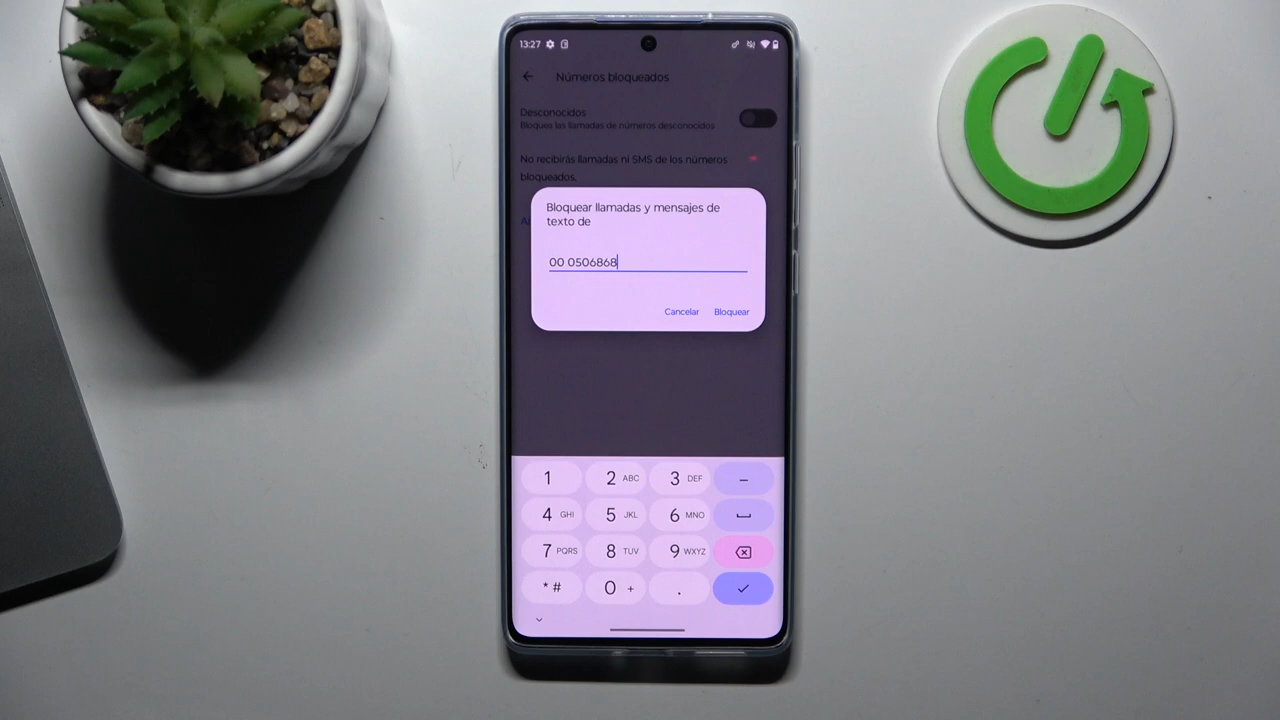 13:27
Números bloqueados
Desconocidos
Bloquea las llamadas de números desconocidos
No recibirás llamadas ni SMS de los números
bloqueados.
Bloquear llamadas y mensajes de
texto de
00 0506868
Cancelar Bloquear
1 2 ABC 3 DEF –
4 GHI 5 JKL 6 MNO
7 PQRS 8 TUV 9 WXYZ
* # 0 + .